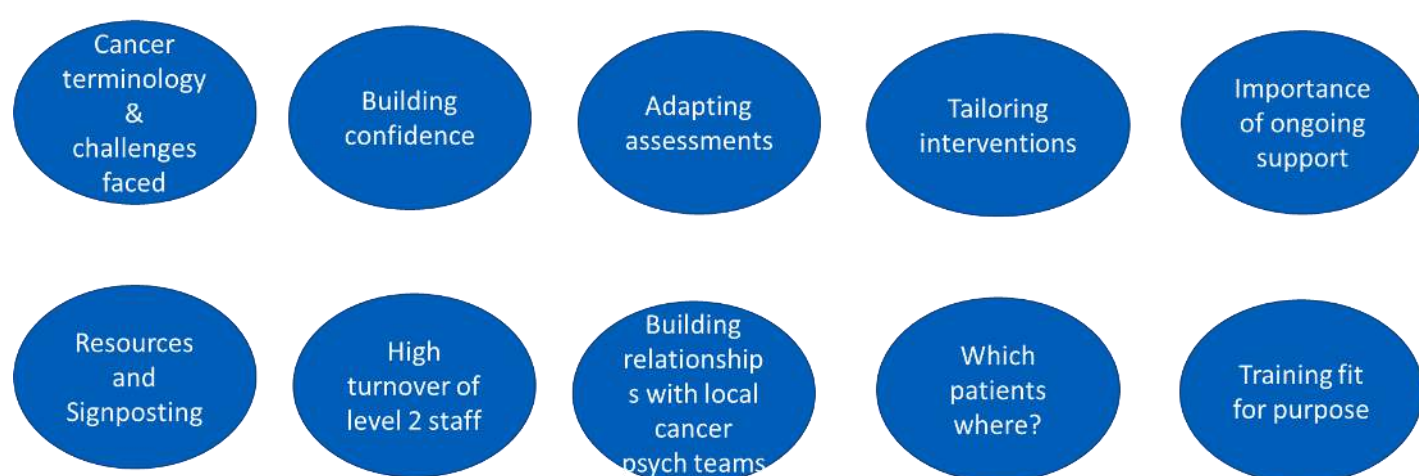 Cancer
terminology
&
challenges
faced
Building
confidence
Adapting
assessments
Tailoring
interventions
Importance
of ongoing
support
Resources
and
Signposting
High
turnover of
level 2 staff
Building
relationship
s with local
cancer
psych teams
Which
patients
where?
Training fit
for purpose